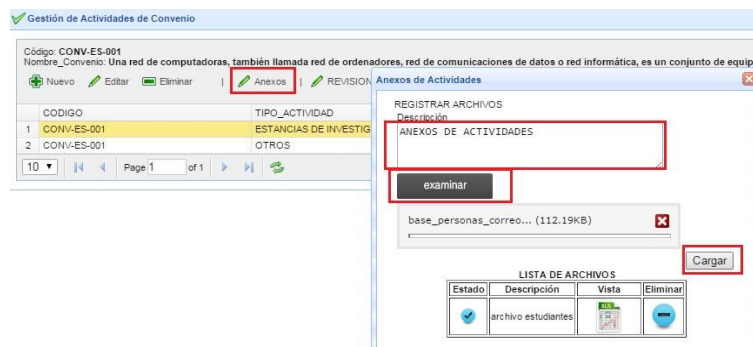 Gestión de Actividades de Convenio
Código: CONV-ES-001
Nombre_Convenio: Una red de computadoras, también llamada red de ordenadores, red de comunicaciones de datos o red informática, es un conjunto de equip
Nuevo Editar Eliminar | Anexos | REVISION
CODIGO TIPO_ACTIVIDAD
1 CONV-ES-001 ESTANCIAS DE INVESTIG
2 CONV-ES-001 OTROS
10 Page 1 of 1
Anexos de Actividades
REGISTRAR ARCHIVOS
Descripción
ANEXOS DE ACTIVIDADES
examinar
base_personas_correo... (112.19KB)
Cargar
LISTA DE ARCHIVOS
Estado Descripción Vista Eliminar
archivo estudiantes XLS